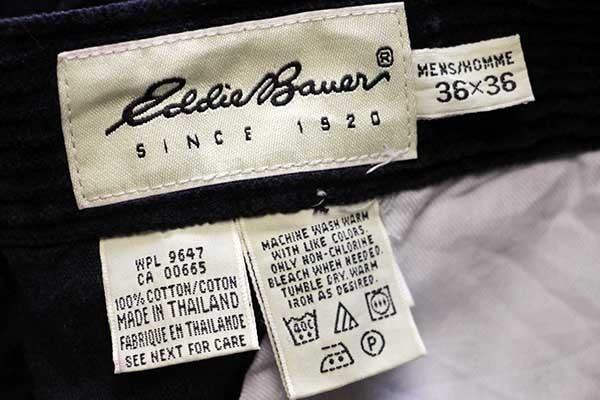 Eddie Bauer®
SINCE 1920
MENS/HOMME
36×36
WPL 9647
CA 00665
100% COTTON/COTON
MADE IN THAILAND
FABRIQUE EN THAILANDE
SEE NEXT FOR CARE
MACHINE WASH WARM
WITH LIKE COLORS.
ONLY NON-CHLORINE
BLEACH WHEN NEEDED.
TUMBLE DRY. WARM
IRON AS DESIRED.
40C
P